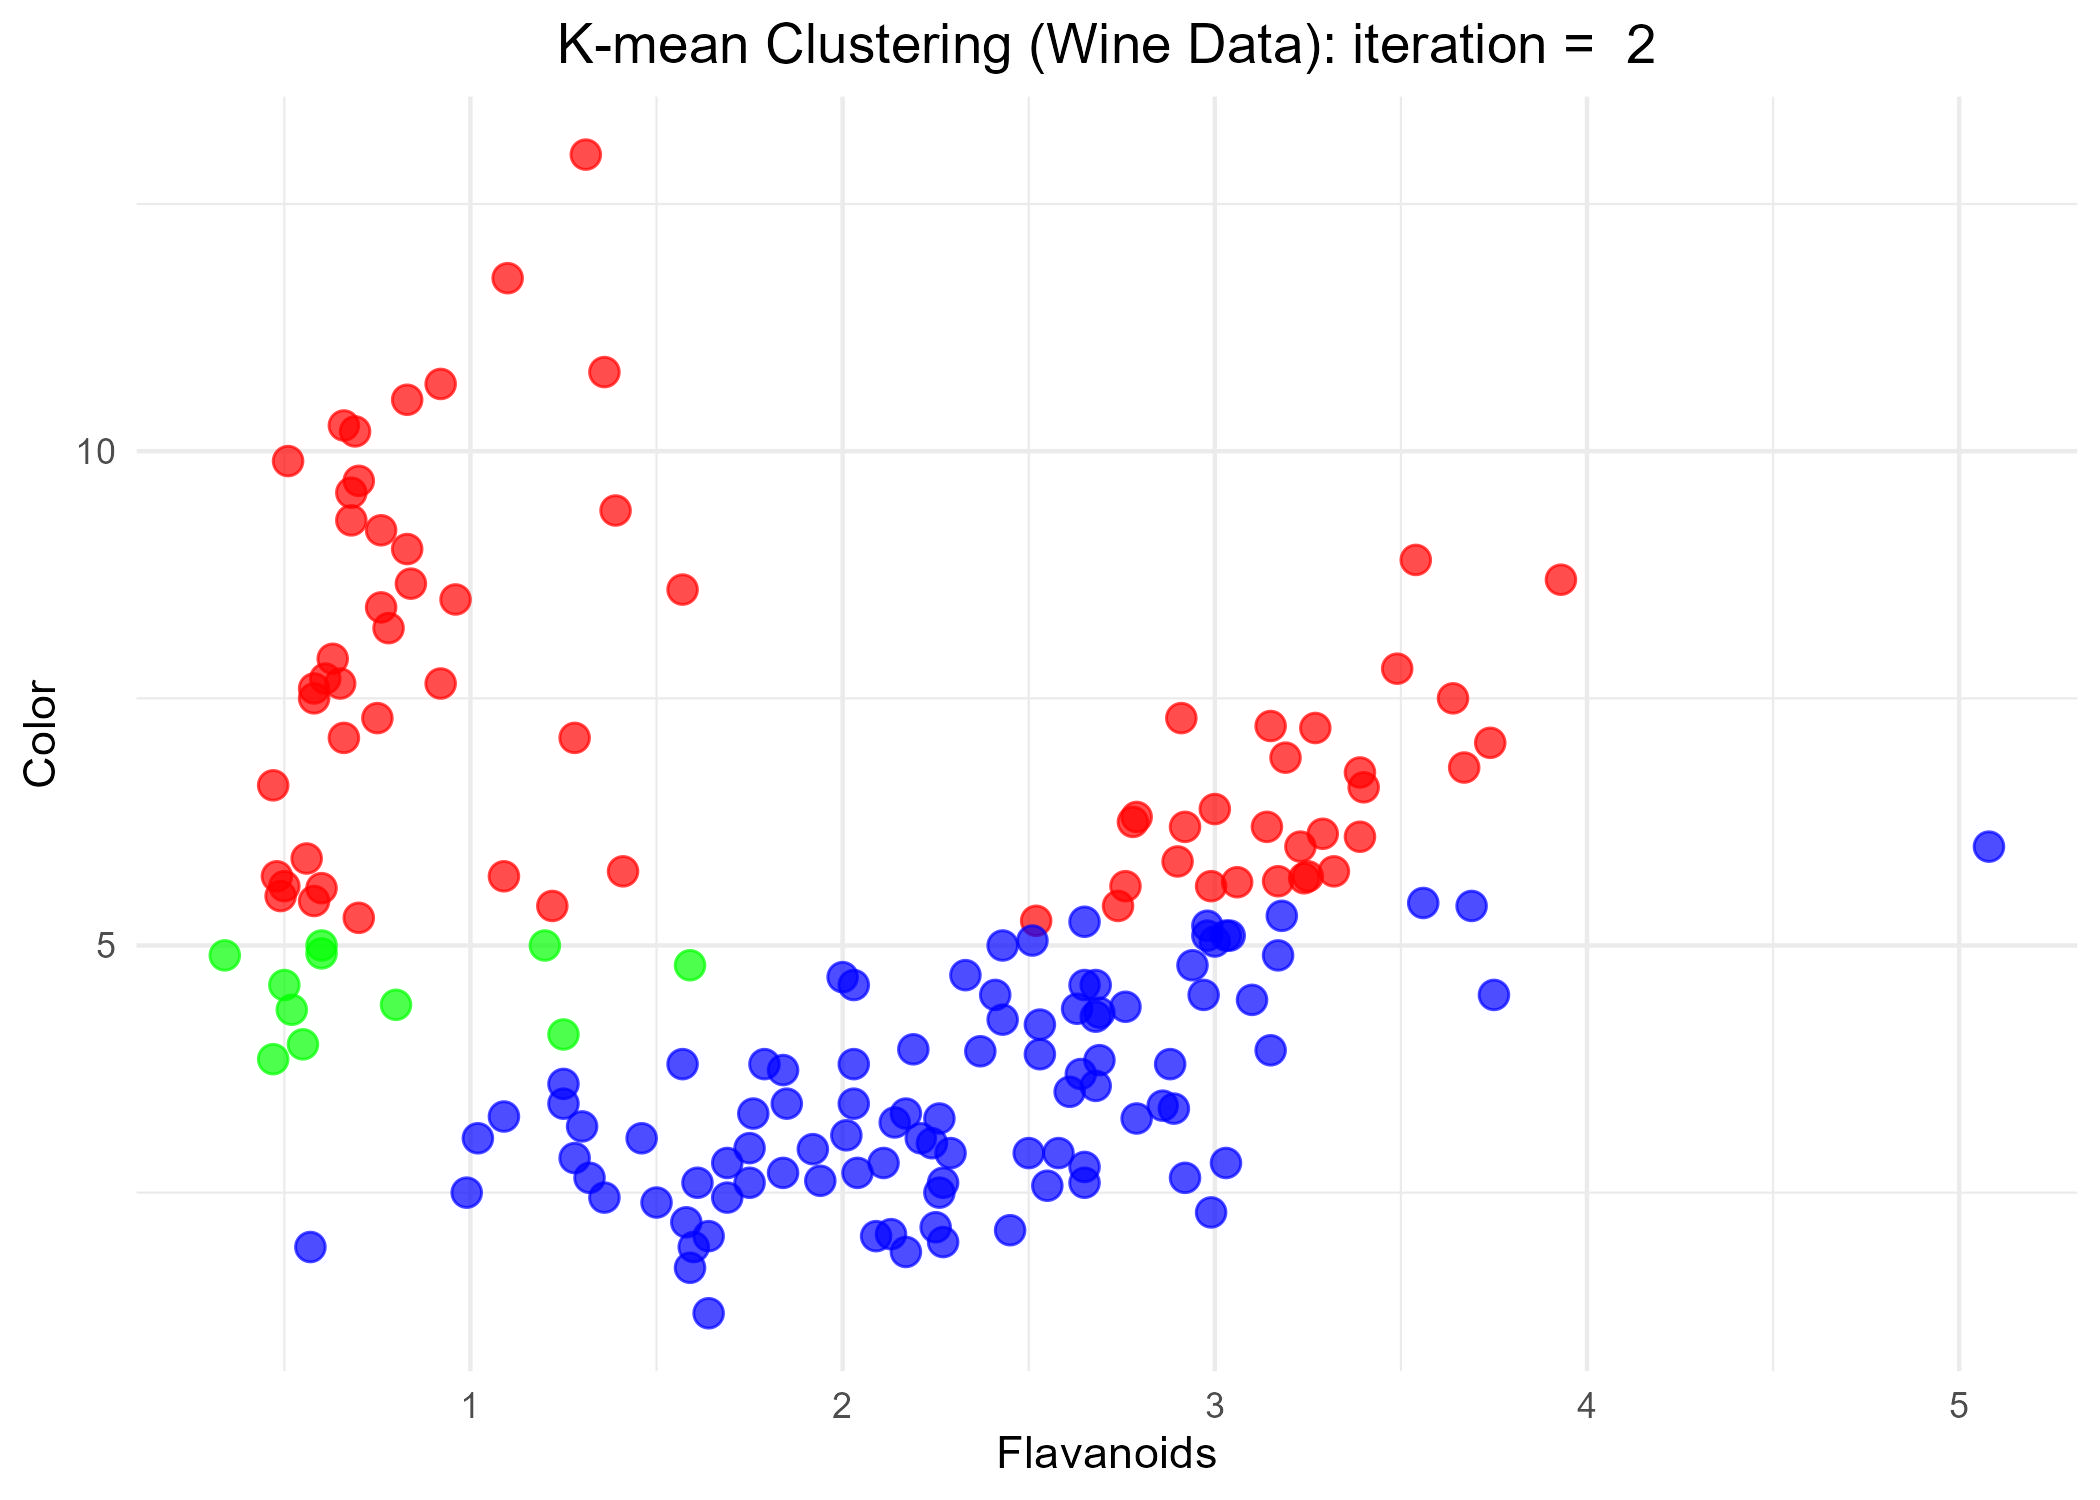 K-mean Clustering (Wine Data): iteration =  2
10
5
Color
1 2 3 4 5
Flavanoids